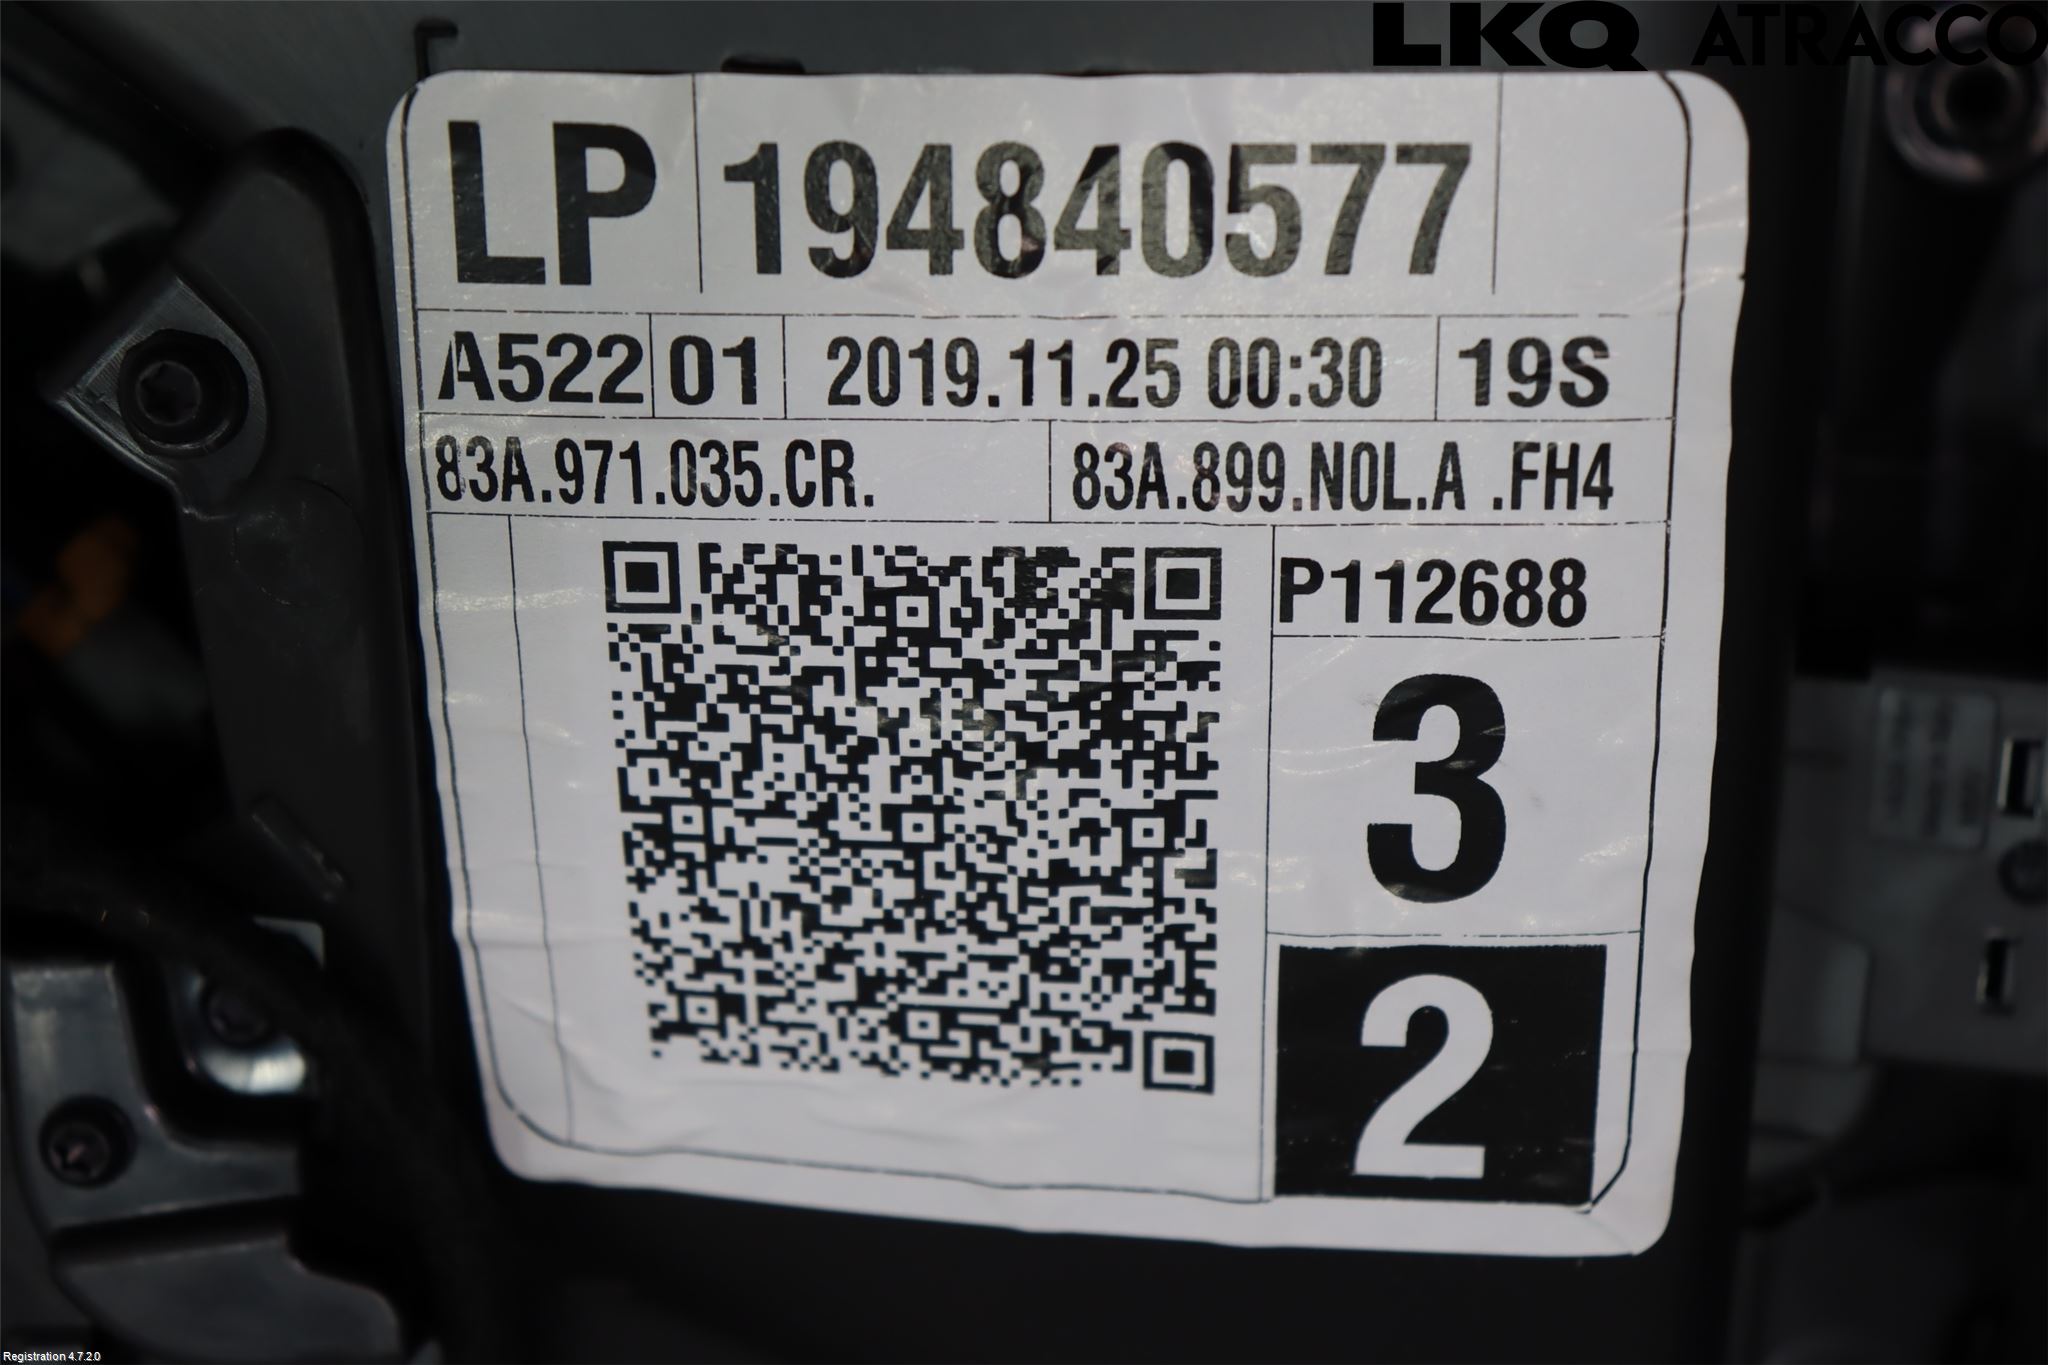 LKQ ATRACCO
LP 194840577
A522 01 2019.11.25 00:30 19S
83A.971.035.CR. 83A.899.N0L.A .FH4
P112688
3
2
Registration 4.7.2.0